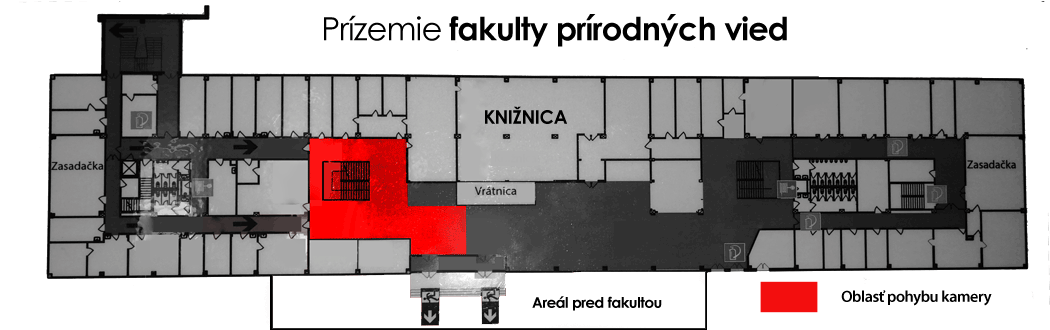 Prízemie fakulty prírodných vied
KNIŽNICA
Zasadačka
Zasadačka
Vrátnica
Areál pred fakultou
Oblasť pohybu kamery